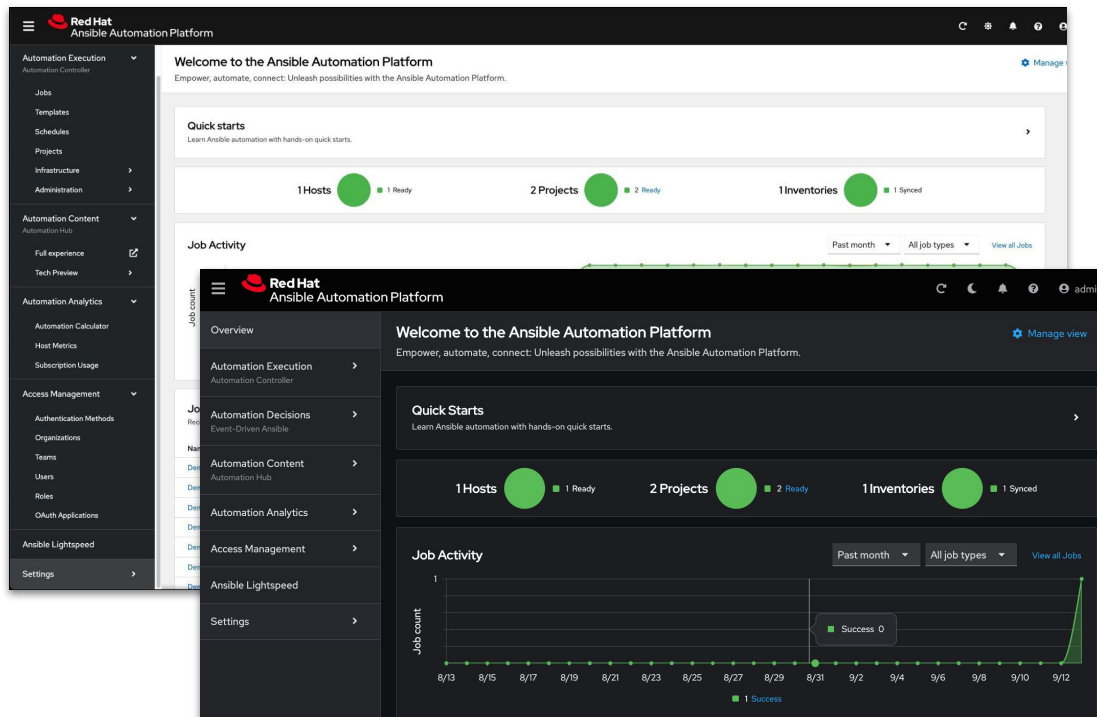 Red Hat
Ansible Automation Platform
Automation Execution
Automation Controller
Jobs
Templates
Schedules
Projects
Infrastructure
Administration
Automation Content
Automation Hub
Full experience
Tech Preview
Automation Analytics
Automation Calculator
Host Metrics
Subscription Usage
Access Management
Authentication Methods
Organizations
Teams
Users
Roles
OAuth Applications
Ansible Lightspeed
Settings
Welcome to the Ansible Automation Platform
Manage
Empower, automate, connect: Unleash possibilities with the Ansible Automation Platform.
Quick starts
Learn Ansible automation with hands-on quick starts.
1 Hosts 1 Ready 2 Projects 2 Ready 1 Inventories 1 Synced
Job Activity Past month All job types View all Jobs
Job count
Red Hat
Ansible Automation Platform
admi
Overview
Automation Execution
Automation Controller
Automation Decisions
Event-Driven Ansible
Automation Content
Automation Hub
Automation Analytics
Access Management
Ansible Lightspeed
Settings
Welcome to the Ansible Automation Platform
Manage view
Empower, automate, connect: Unleash possibilities with the Ansible Automation Platform.
Quick Starts
Learn Ansible automation with hands-on quick starts.
1 Hosts 1 Ready 2 Projects 2 Ready 1 Inventories 1 Synced
Job Activity Past month All job types View all Jobs
1
Job count
Success 0
8/13 8/15 8/17 8/19 8/21 8/23 8/25 8/27 8/29 8/31 9/2 9/4 9/6 9/8 9/10 9/12
1 Success